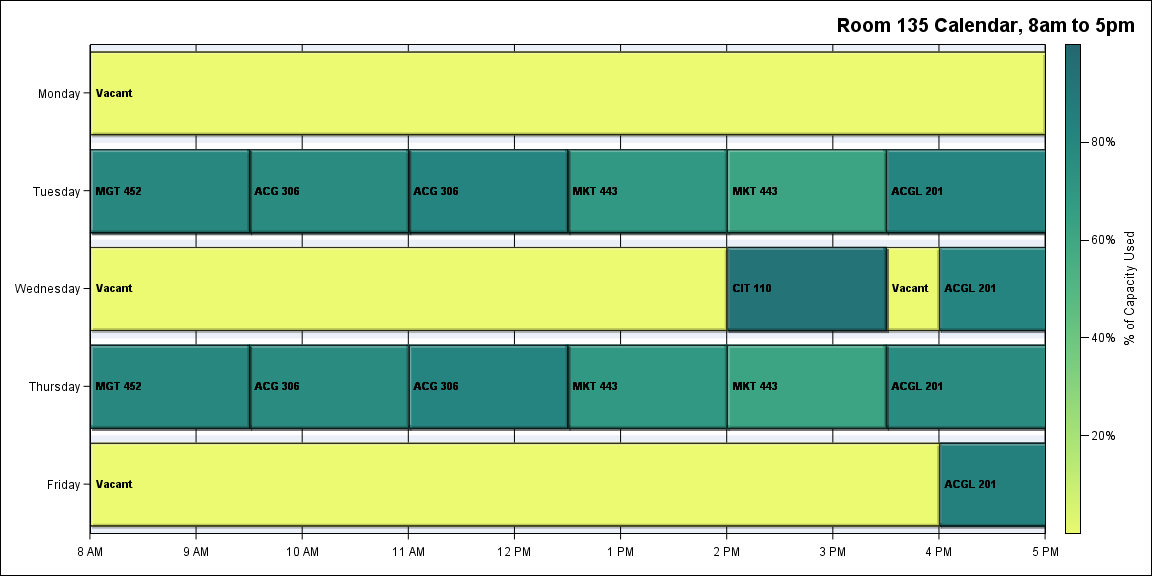 Room 135 Calendar, 8am to 5pm
Monday
Vacant
Tuesday
MGT 452
ACG 306
ACG 306
MKT 443
MKT 443
ACGL 201
Wednesday
Vacant
CIT 110
Vacant
ACGL 201
Thursday
MGT 452
ACG 306
ACG 306
MKT 443
MKT 443
ACGL 201
Friday
Vacant
ACGL 201
8 AM
9 AM
10 AM
11 AM
12 PM
1 PM
2 PM
3 PM
4 PM
5 PM
80%
60%
40%
20%
% of Capacity Used